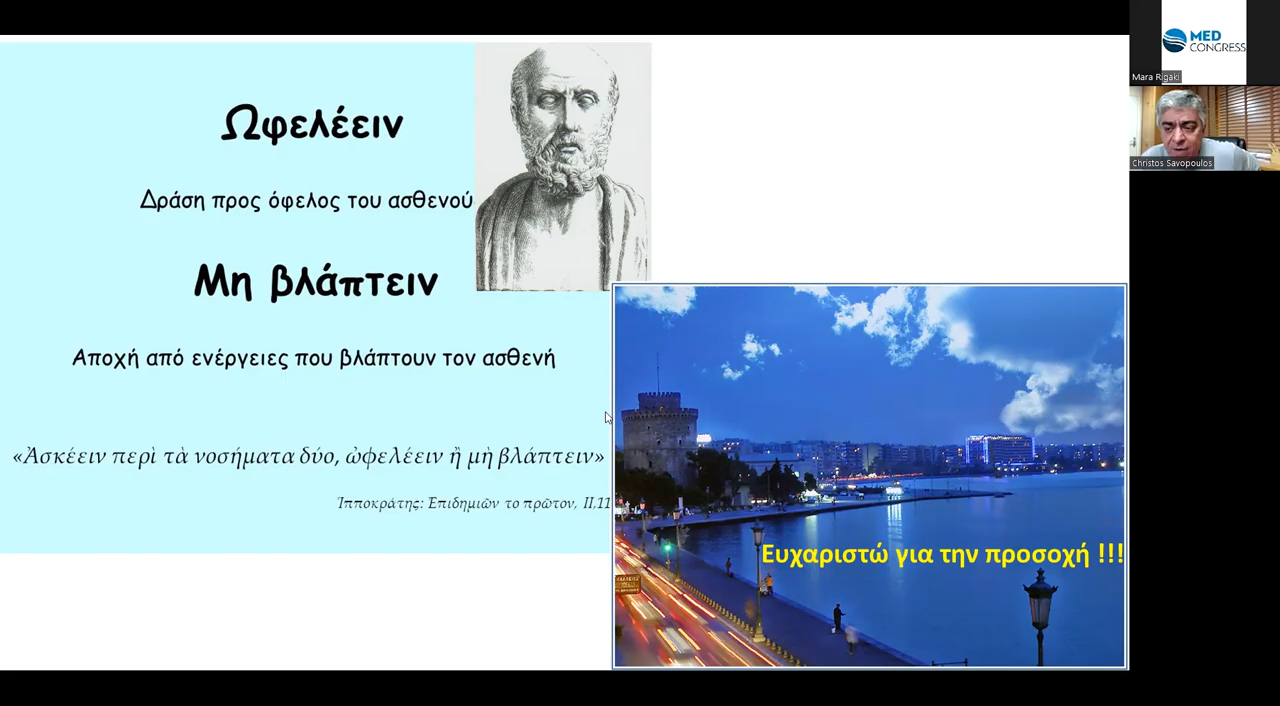 Ωφελέειν
Δράση προς όφελος του ασθενού
Μη βλάπτειν
Αποχή από ενέργειες που βλάπτουν τον ασθενή
«Ἀσκέειν περὶ τὰ νοσήματα δύο, ὠφελέειν ἢ μὴ βλάπτειν»
Ἱπποκράτης: Ἐπιδημιῶν το πρῶτον, ΙΙ,11
Ευχαριστώ για την προσοχή !!!
MED
CONGRESS
Mara Rigaki
Christos Savopoulos